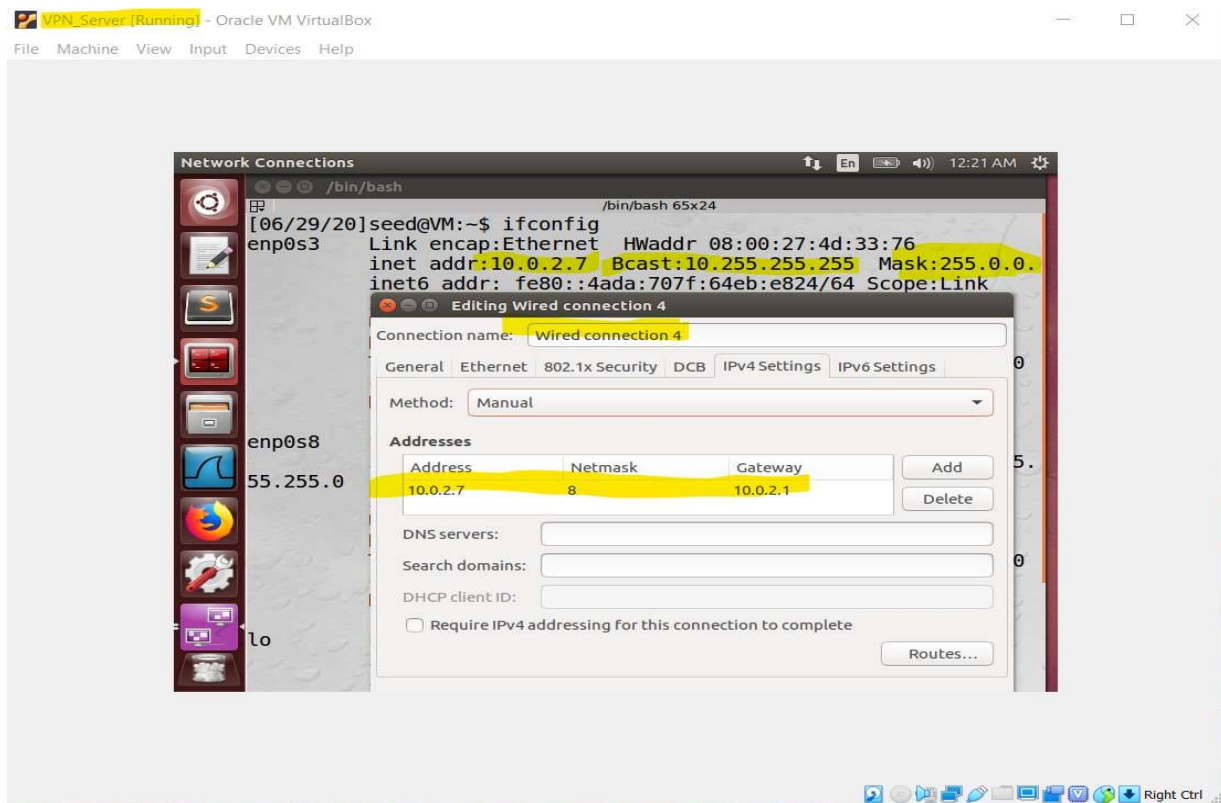 VPN_Server [Running] - Oracle VM VirtualBox
File Machine View Input Devices Help
Network Connections
En
12:21 AM
/bin/bash
/bin/bash 65x24
[06/29/20]seed@VM:~$ ifconfig
enp0s3 Link encap:Ethernet HWaddr 08:00:27:4d:33:76
inet addr:10.0.2.7 Bcast:10.255.255.255 Mask:255.0.0.
inet6 addr: fe80::4ada:707f:64eb:e824/64 Scope:Link
Editing Wired connection 4
Connection name: Wired connection 4
General Ethernet 802.1x Security DCB IPv4 Settings IPv6 Settings
0
Method: Manual
enp0s8
Addresses
Address Netmask Gateway Add
5.
55.255.0
10.0.2.7 8 10.0.2.1
Delete
DNS servers:
Search domains:
0
DHCP client ID:
Require IPv4 addressing for this connection to complete
lo
Routes...
Right Ctrl